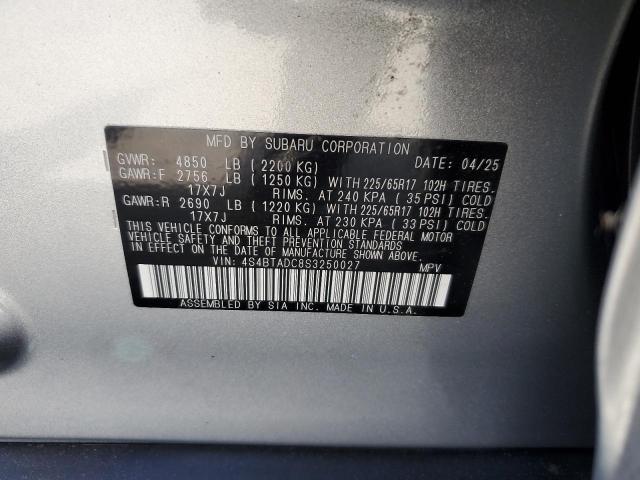 MFD BY SUBARU CORPORATION
GVWR: 4850 LB ( 2200 KG) DATE: 04/25
GAWR:F 2756 LB ( 1250 KG) WITH 225/65R17 102H TIRES.
17X7J RIMS. AT 240 KPA ( 35 PSI) COLD
GAWR:R 2690 LB ( 1220 KG) WITH 225/65R17 102H TIRES.
17X7J RIMS. AT 230 KPA ( 33 PSI) COLD
THIS VEHICLE CONFORMS TO ALL APPLICABLE FEDERAL MOTOR
VEHICLE SAFETY AND THEFT PREVENTION STANDARDS
IN EFFECT ON THE DATE OF MANUFACTURE SHOWN ABOVE.
VIN: 4S4BTADC8S3250027 MPV
ASSEMBLED BY SIA INC. MADE IN U.S.A.